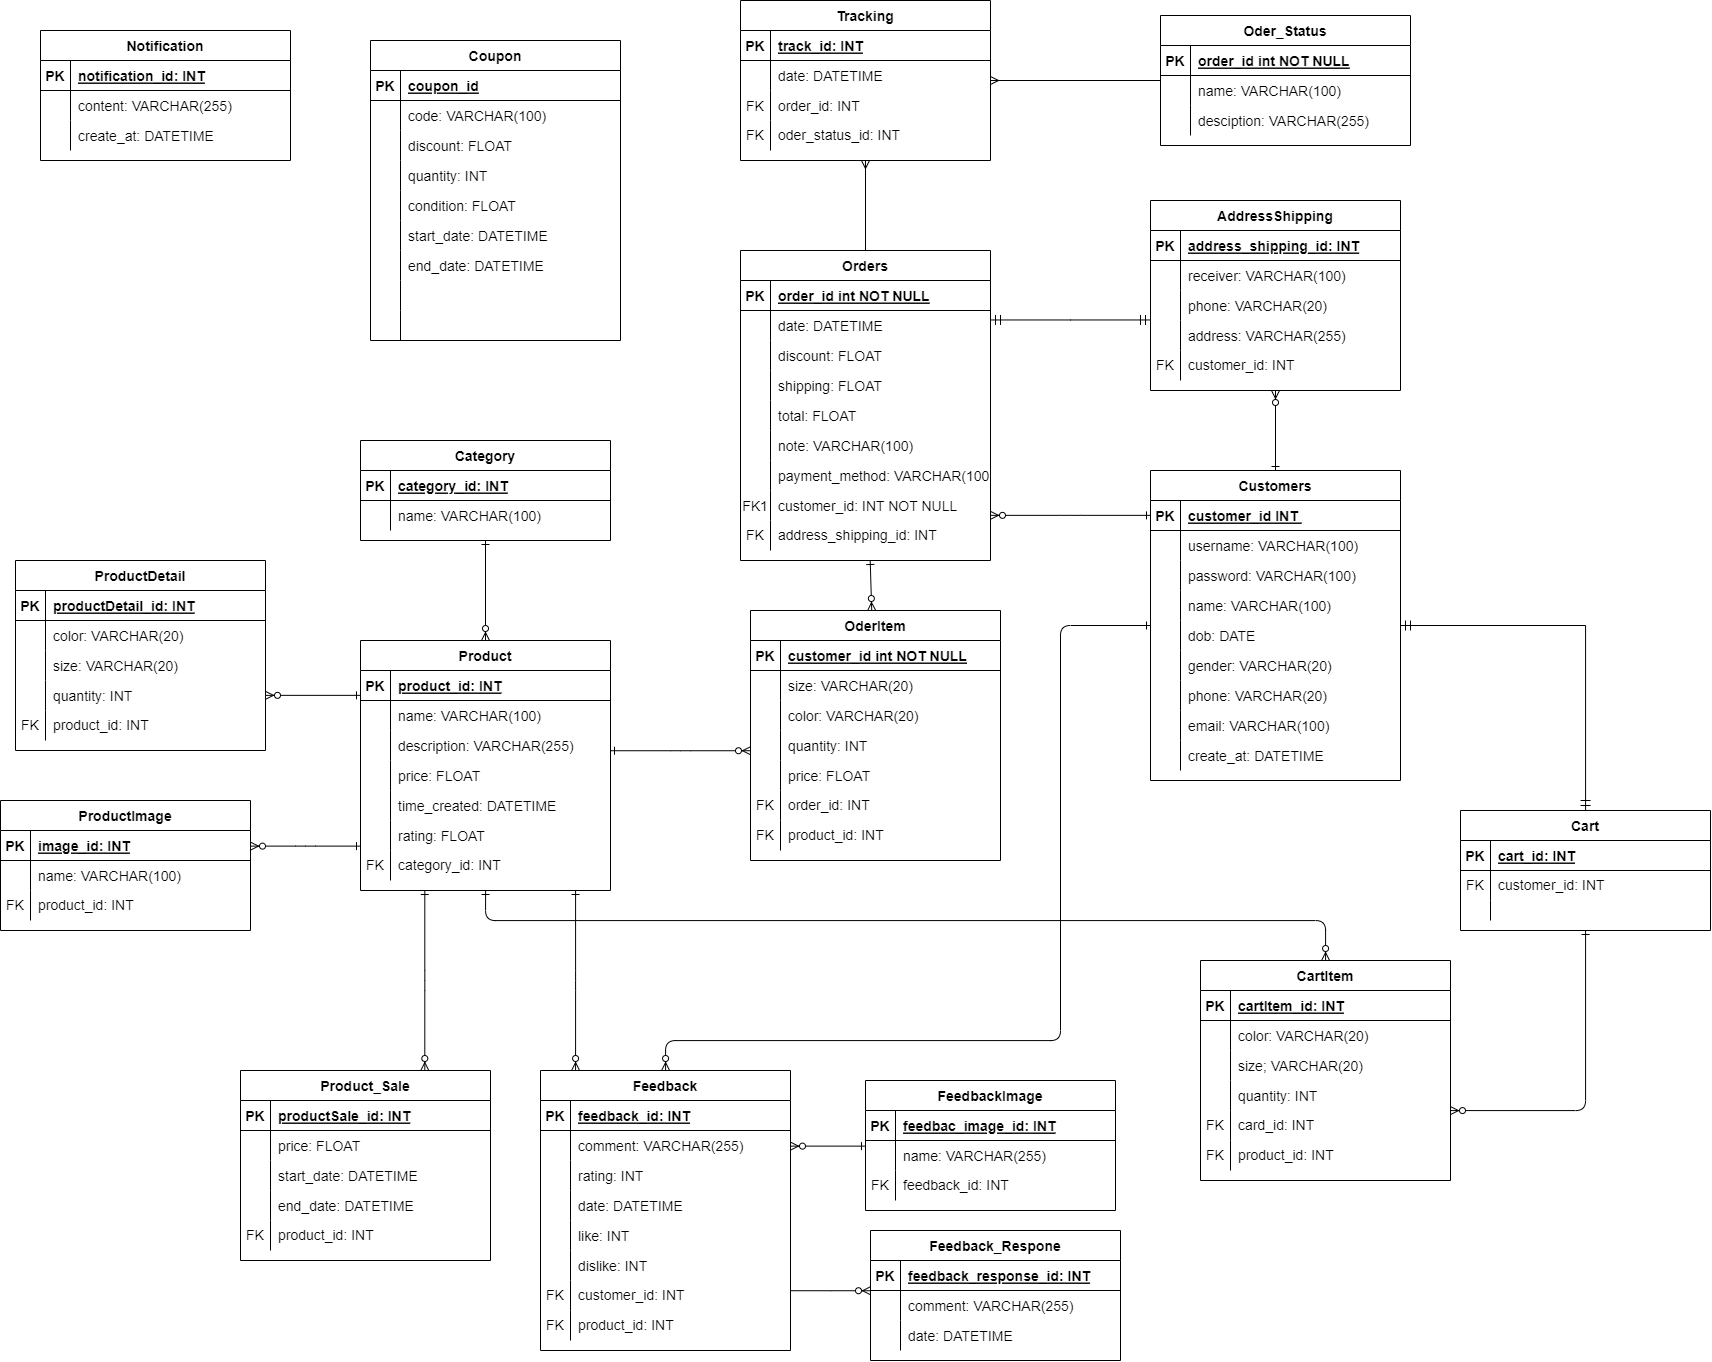 Notification
PK notification_id: INT
content: VARCHAR(255)
create_at: DATETIME
Coupon
PK coupon_id
code: VARCHAR(100)
discount: FLOAT
quantity: INT
condition: FLOAT
start_date: DATETIME
end_date: DATETIME
Tracking
PK track_id: INT
date: DATETIME
FK order_id: INT
FK oder_status_id: INT
Oder_Status
PK order_id int NOT NULL
name: VARCHAR(100)
desciption: VARCHAR(255)
AddressShipping
PK address_shipping_id: INT
receiver: VARCHAR(100)
phone: VARCHAR(20)
address: VARCHAR(255)
FK customer_id: INT
Orders
PK order_id int NOT NULL
date: DATETIME
discount: FLOAT
shipping: FLOAT
total: FLOAT
note: VARCHAR(100)
payment_method: VARCHAR(100
FK1 customer_id: INT NOT NULL
FK address_shipping_id: INT
Category
PK category_id: INT
name: VARCHAR(100)
Customers
PK customer_id INT
username: VARCHAR(100)
password: VARCHAR(100)
name: VARCHAR(100)
dob: DATE
gender: VARCHAR(20)
phone: VARCHAR(20)
email: VARCHAR(100)
create_at: DATETIME
ProductDetail
PK productDetail_id: INT
color: VARCHAR(20)
size: VARCHAR(20)
quantity: INT
FK product_id: INT
Product
PK product_id: INT
name: VARCHAR(100)
description: VARCHAR(255)
price: FLOAT
time_created: DATETIME
rating: FLOAT
FK category_id: INT
OderItem
PK customer_id int NOT NULL
size: VARCHAR(20)
color: VARCHAR(20)
quantity: INT
price: FLOAT
FK order_id: INT
FK product_id: INT
ProductImage
PK image_id: INT
name: VARCHAR(100)
FK product_id: INT
Cart
PK cart_id: INT
FK customer_id: INT
CartItem
PK cartItem_id: INT
color: VARCHAR(20)
size; VARCHAR(20)
quantity: INT
FK card_id: INT
FK product_id: INT
Product_Sale
PK productSale_id: INT
price: FLOAT
start_date: DATETIME
end_date: DATETIME
FK product_id: INT
Feedback
PK feedback_id: INT
comment: VARCHAR(255)
rating: INT
date: DATETIME
like: INT
dislike: INT
FK customer_id: INT
FK product_id: INT
FeedbackImage
PK feedbac_image_id: INT
name: VARCHAR(255)
FK feedback_id: INT
Feedback_Respone
PK feedback_response_id: INT
comment: VARCHAR(255)
date: DATETIME